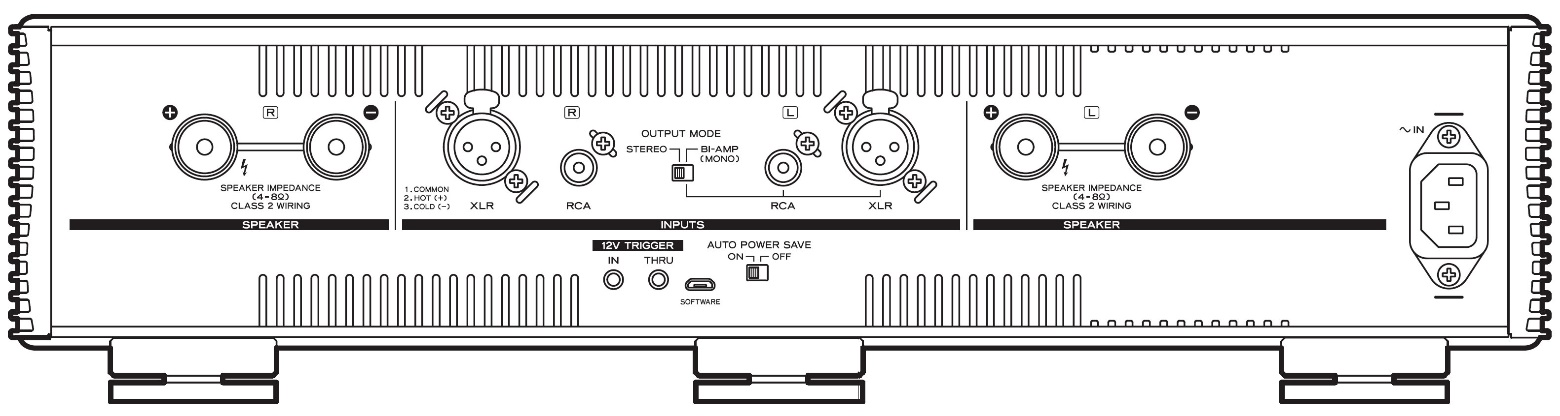 R
SPEAKER IMPEDANCE
(4-8Ω)
CLASS 2 WIRING
SPEAKER
1.COMMON
2.HOT (+)
3.COLD (–)
XLR
R
RCA
OUTPUT MODE
STEREO
BI-AMP
(MONO)
L
RCA
XLR
INPUTS
L
SPEAKER IMPEDANCE
(4-8Ω)
CLASS 2 WIRING
SPEAKER
~ IN
12V TRIGGER
IN THRU
SOFTWARE
AUTO POWER SAVE
ON OFF